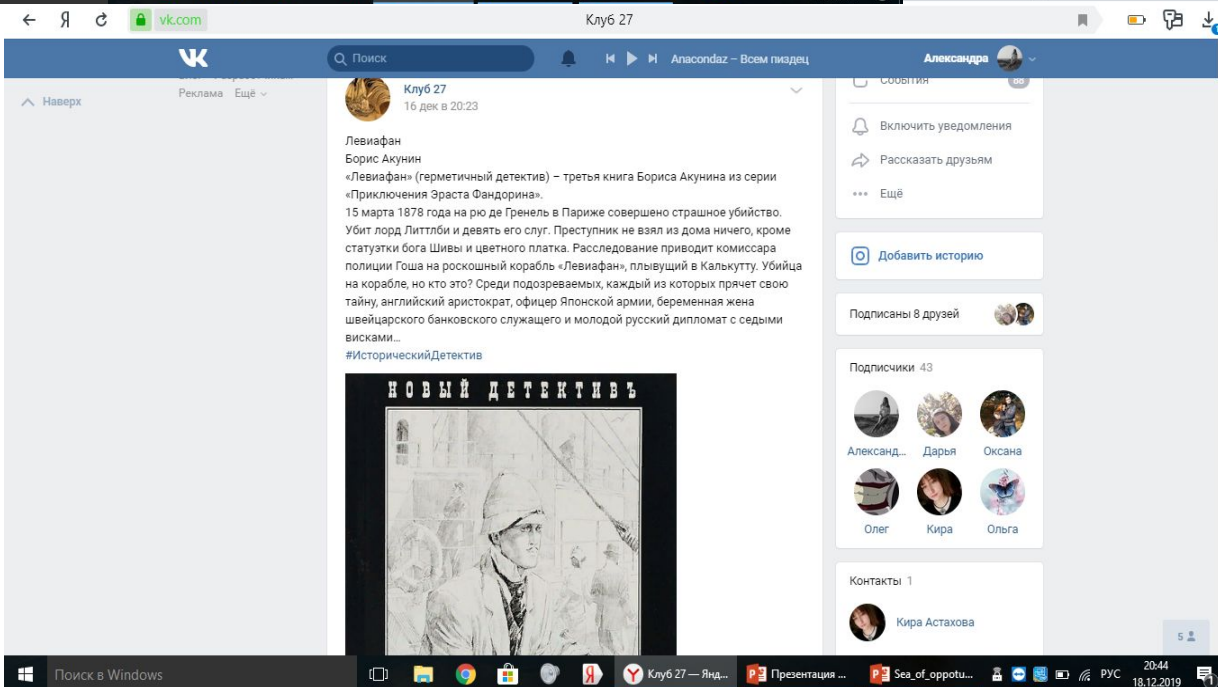 Я
vk.com
Клуб 27
Поиск
Anacondaz – Всем пиздец
Александра
Реклама Ещё
Наверх
Клуб 27
16 дек в 20:23
Левиафан
Борис Акунин
«Левиафан» (герметичный детектив) – третья книга Бориса Акунина из серии
«Приключения Эраста Фандорина».
15 марта 1878 года на рю де Гренель в Париже совершено страшное убийство.
Убит лорд Литтлби и девять его слуг. Преступник не взял из дома ничего, кроме
статуэтки бога Шивы и цветного платка. Расследование приводит комиссара
полиции Гоша на роскошный корабль «Левиафан», плывущий в Калькутту. Убийца
на корабле, но кто это? Среди подозреваемых, каждый из которых прячет свою
тайну, английский аристократ, офицер Японской армии, беременная жена
швейцарского банковского служащего и молодой русский дипломат с седыми
висками...
#ИсторическийДетектив
НОВЫЙ ДЕТЕКТИВЪ
События
Включить уведомления
Рассказать друзьям
Ещё
Добавить историю
Подписаны 8 друзей
Подписчики 43
Александ... Дарья Оксана
Олег Кира Ольга
Контакты 1
Кира Астахова
5
Поиск в Windows
Клуб 27 — Янд...
Презентация ...
Sea_of_oppotu...
РУС
20:44
18.12.2019